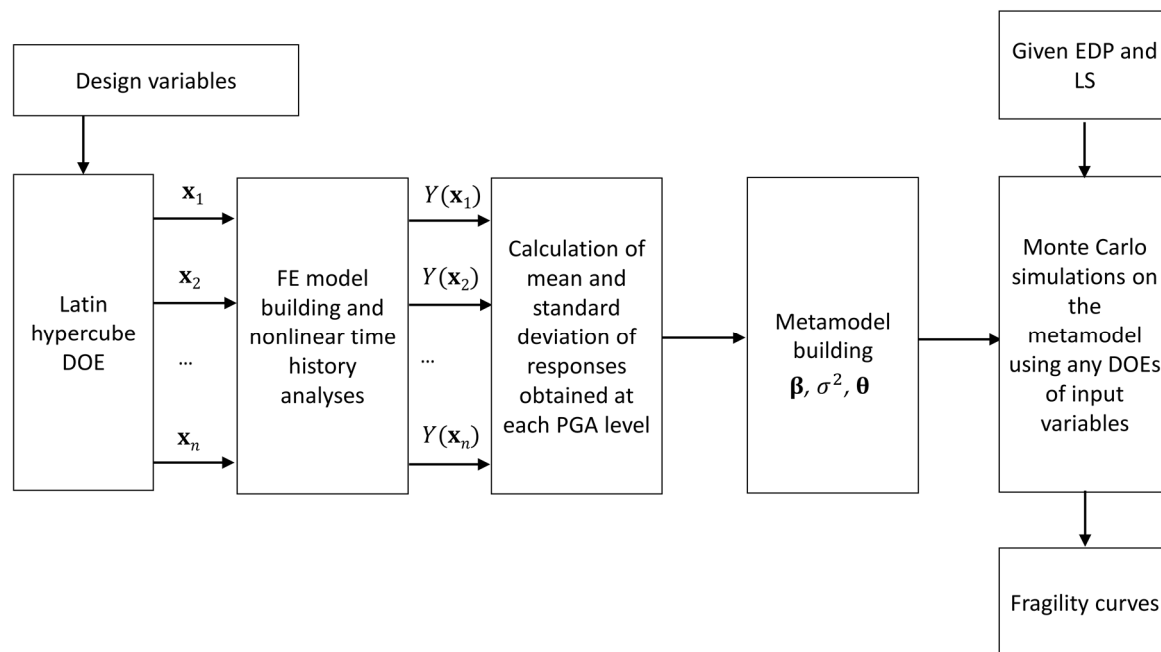 Design variables
Given EDP and
LS
Latin
hypercube
DOE
𝐱₁
𝐱₂
...
𝐱ₙ
FE model
building and
nonlinear time
history
analyses
𝑌(𝐱₁)
𝑌(𝐱₂)
...
𝑌(𝐱ₙ)
Calculation of
mean and
standard
deviation of
responses
obtained at
each PGA level
Metamodel
building
𝛃, 𝜎², 𝛉
Monte Carlo
simulations on
the
metamodel
using any DOEs
of input
variables
Fragility curves